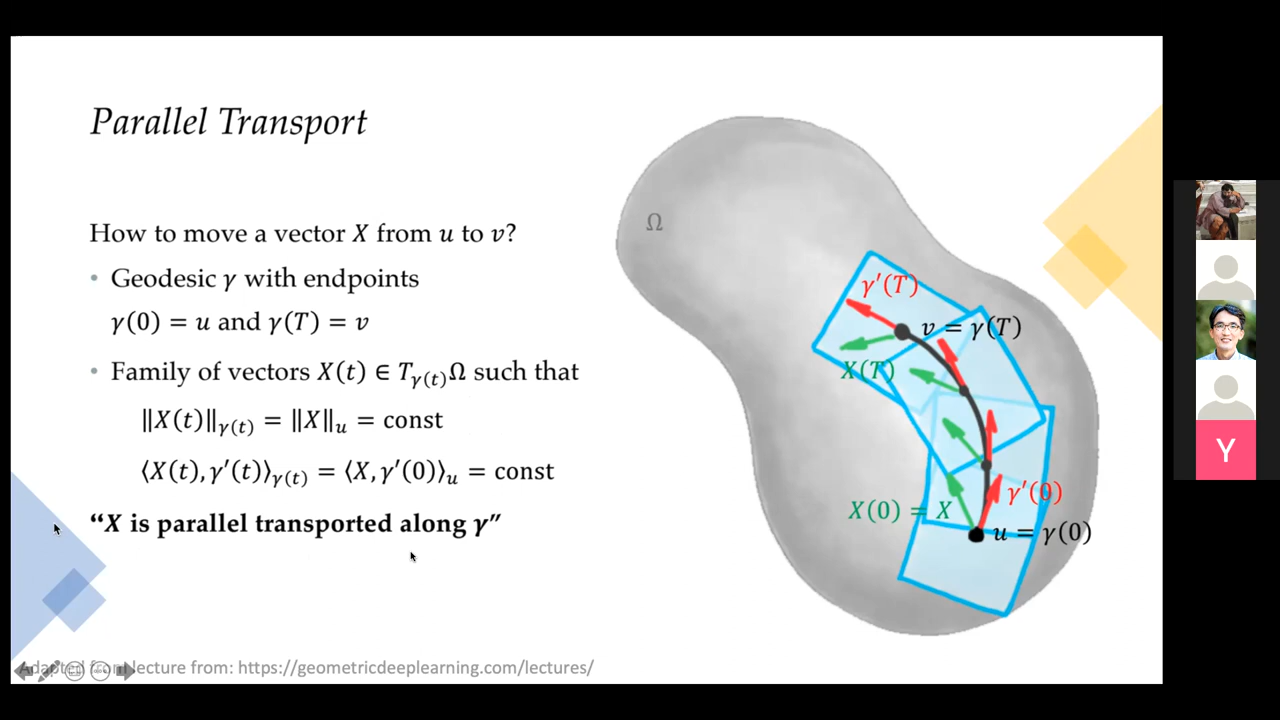 Parallel Transport
How to move a vector X from u to v?
• Geodesic γ with endpoints
γ(0) = u and γ(T) = v
• Family of vectors X(t) ∈ T_γ(t)Ω such that
‖X(t)‖_γ(t) = ‖X‖_u = const
⟨X(t), γ′(t)⟩_γ(t) = ⟨X, γ′(0)⟩_u = const
“X is parallel transported along γ”
Ω
γ′(T)
v = γ(T)
X(T)
γ′(0)
X(0) = X
u = γ(0)
Adapted from lecture from: https://geometricdeeplearning.com/lectures/
Y